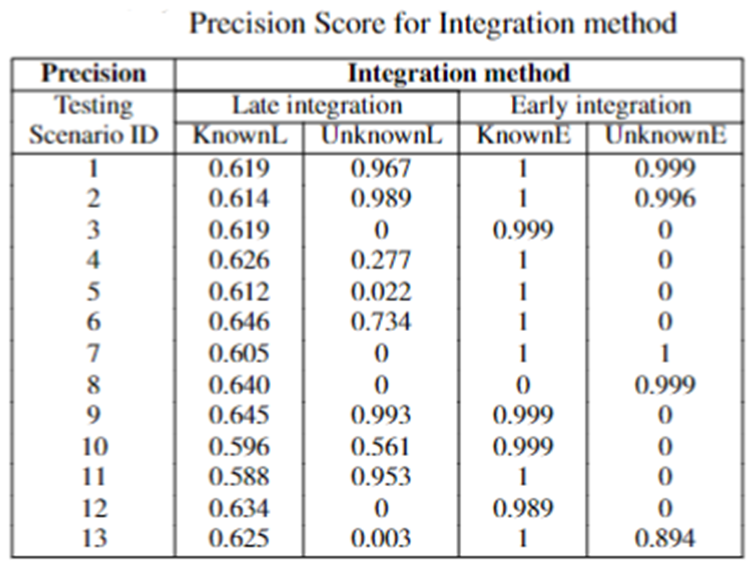 Precision Score for Integration method
Precision Integration method
Testing Late integration Early integration
Scenario ID KnownL UnknownL KnownE UnknownE
1 0.619 0.967 1 0.999
2 0.614 0.989 1 0.996
3 0.619 0 0.999 0
4 0.626 0.277 1 0
5 0.612 0.022 1 0
6 0.646 0.734 1 0
7 0.605 0 1 1
8 0.640 0 0 0.999
9 0.645 0.993 0.999 0
10 0.596 0.561 0.999 0
11 0.588 0.953 1 0
12 0.634 0 0.989 0
13 0.625 0.003 1 0.894